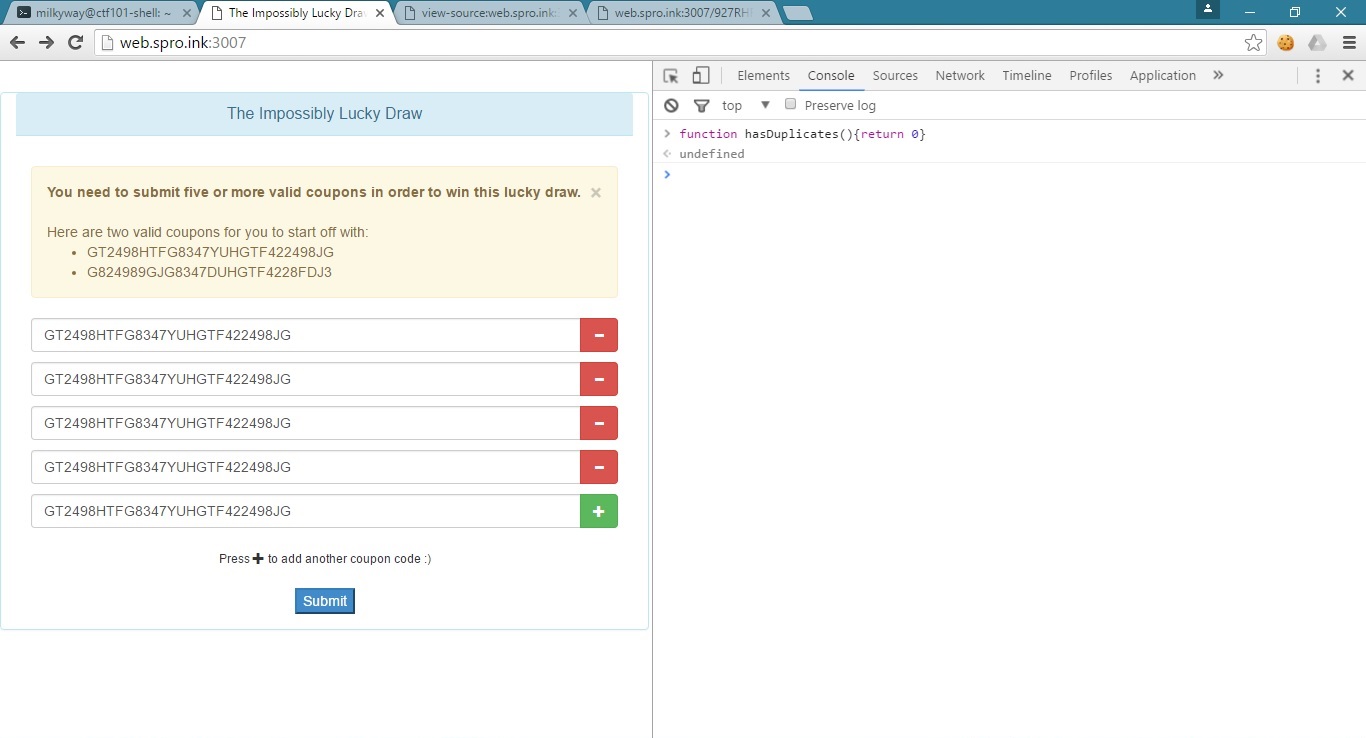 milkyway@ctf101-shell: ~
The Impossibly Lucky Dra
view-source:web.spro.ink:
web.spro.ink:3007/927RH
web.spro.ink:3007
The Impossibly Lucky Draw
You need to submit five or more valid coupons in order to win this lucky draw. ×
Here are two valid coupons for you to start off with:
• GT2498HTFG8347YUHGTF422498JG
• G824989GJG8347DUHGTF4228FDJ3
GT2498HTFG8347YUHGTF422498JG
GT2498HTFG8347YUHGTF422498JG
GT2498HTFG8347YUHGTF422498JG
GT2498HTFG8347YUHGTF422498JG
GT2498HTFG8347YUHGTF422498JG
Press + to add another coupon code :)
Submit
Elements Console Sources Network Timeline Profiles Application »
top ▼ Preserve log
> function hasDuplicates(){return 0}
undefined
>